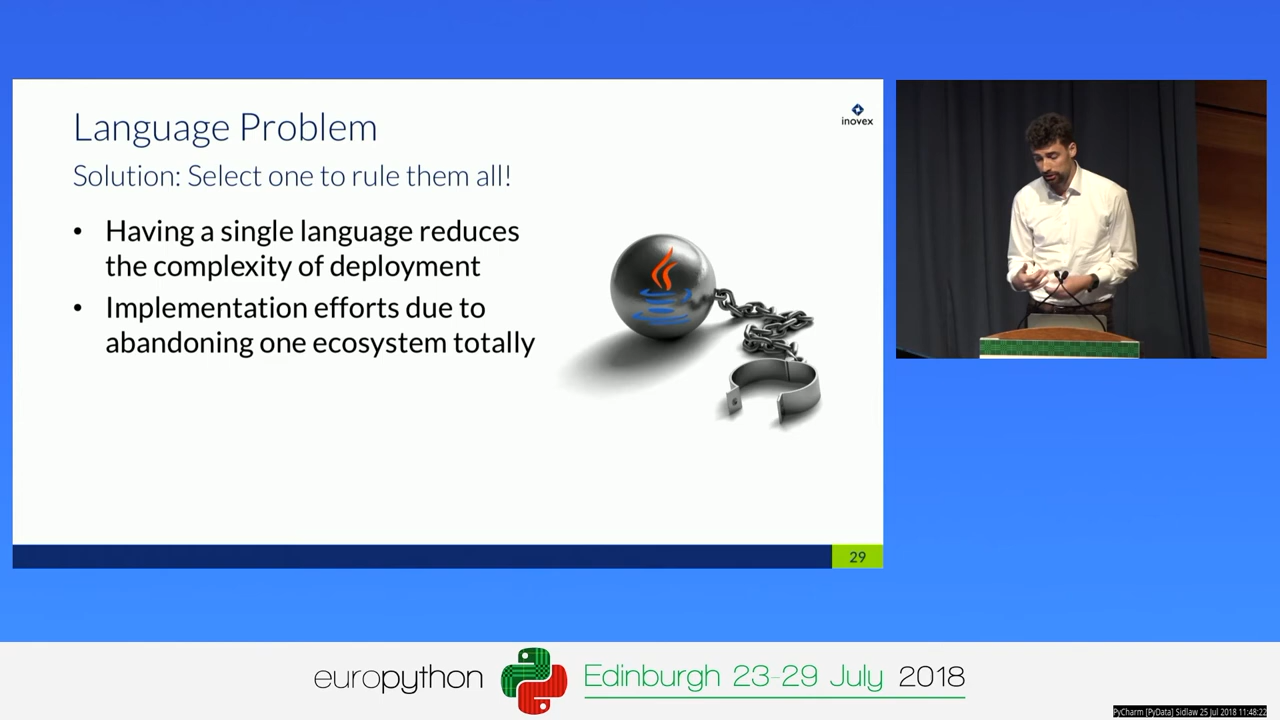 Language Problem
inovex
Solution: Select one to rule them all!
• Having a single language reduces
the complexity of deployment
• Implementation efforts due to
abandoning one ecosystem totally
29
europython
Edinburgh 23-29 July 2018
PyCharm [PyData] Sidlaw 25 Jul 2018 11:48:22